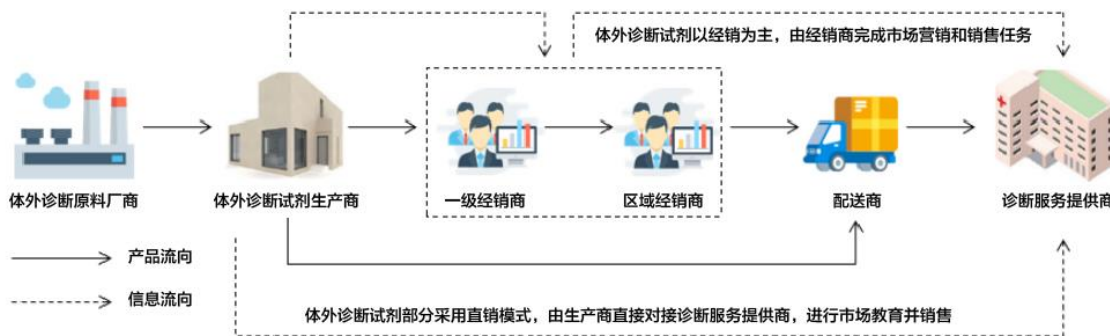 体外诊断试剂以经销为主，由经销商完成市场营销和销售任务
体外诊断原料厂商
体外诊断试剂生产商
一级经销商
区域经销商
配送商
诊断服务提供商
产品流向
信息流向
体外诊断试剂部分采用直销模式，由生产商直接对接诊断服务提供商，进行市场教育并销售